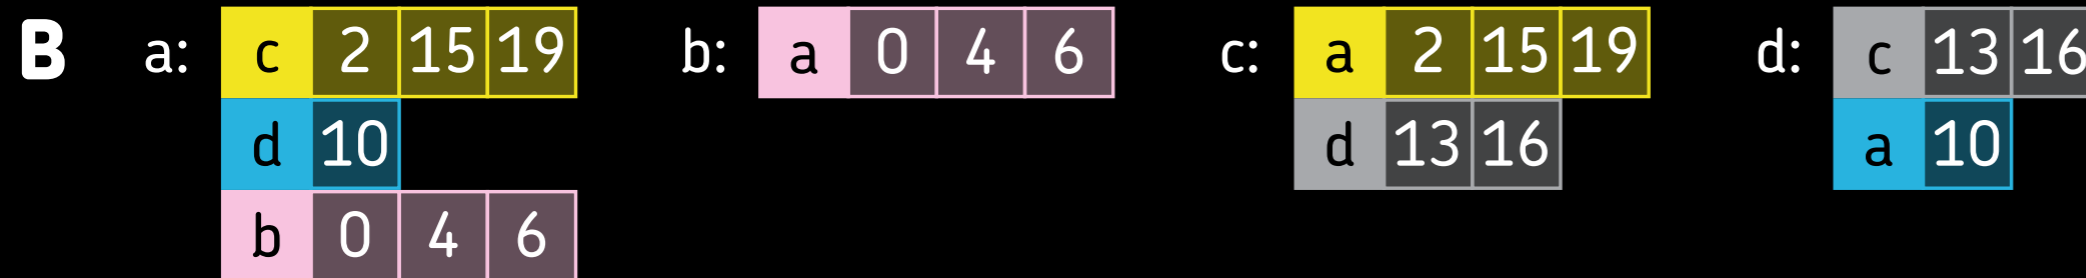 B a: c 2 15 19 b: a 0 4 6 c: a 2 15 19 d: c 13 16
d 10 d 13 16 a 10
b 0 4 6